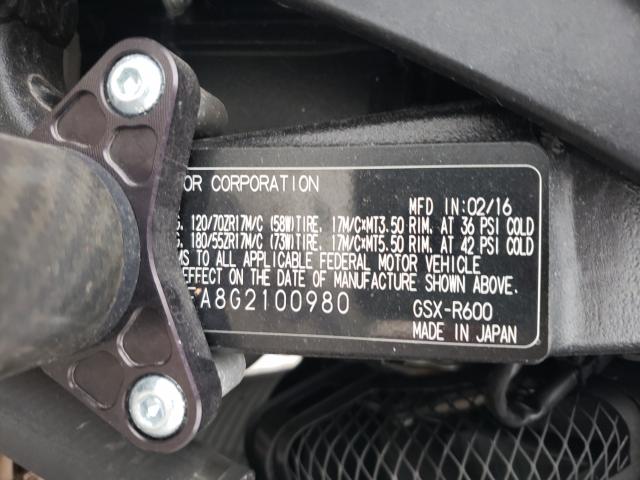 OR CORPORATION
MFD IN:02/16
G. 120/70ZR17M/C (58W)TIRE, 17M/C×MT3.50 RIM, AT 36 PSI COLD
G. 180/55ZR17M/C (73W)TIRE, 17M/C×MT5.50 RIM, AT 42 PSI COLD
MS TO ALL APPLICABLE FEDERAL MOTOR VEHICLE
EFFECT ON THE DATE OF MANUFACTURE SHOWN ABOVE.
A8G2100980 GSX-R600
MADE IN JAPAN